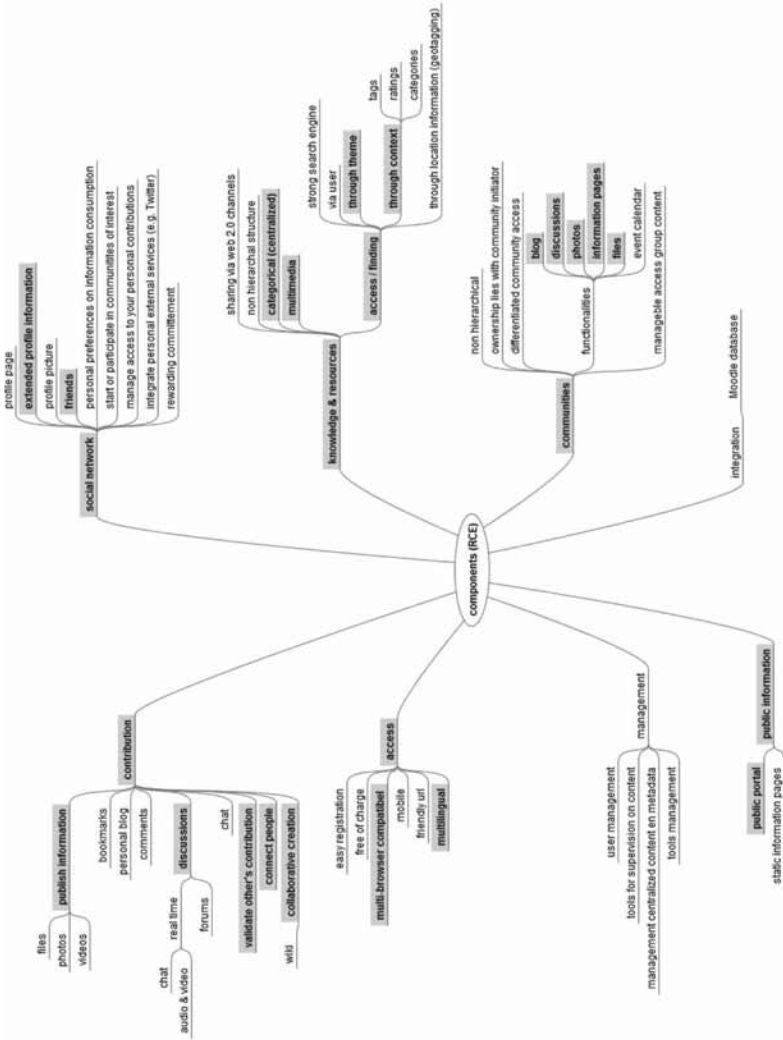 components (RCE)
social network
profile page
extended profile information
profile picture
friends
personal preferences on information consumption
start or participate in communitites of interest
manage access to your personal contributions
integrate personal external services (e.g. Twitter)
rewarding committement
knowledge & resources
sharing via web 2.0 channels
non hierarchal structure
categorical (centralized)
multimedia
access / finding
strong search engine
via user
through theme
through context
tags
ratings
categories
through location information (geotagging)
communities
non hierarchical
ownership lies with community initiator
differentiated community access
functionalities
blog
discussions
photos
information pages
files
event calendar
manageble access group content
integration
Moodle database
contribution
publish information
files
photos
videos
bookmarks
personal blog
comments
discussions
real time
chat
audio & video
forums
chat
validate other's contribution
connect people
collaborative creation
wiki
access
easy registration
free of charge
multi-browser compatibel
mobile
friendly url
multilingual
management
user management
tools for supervision on content
management centralized content en metadata
tools management
public information
public portal
static information pages